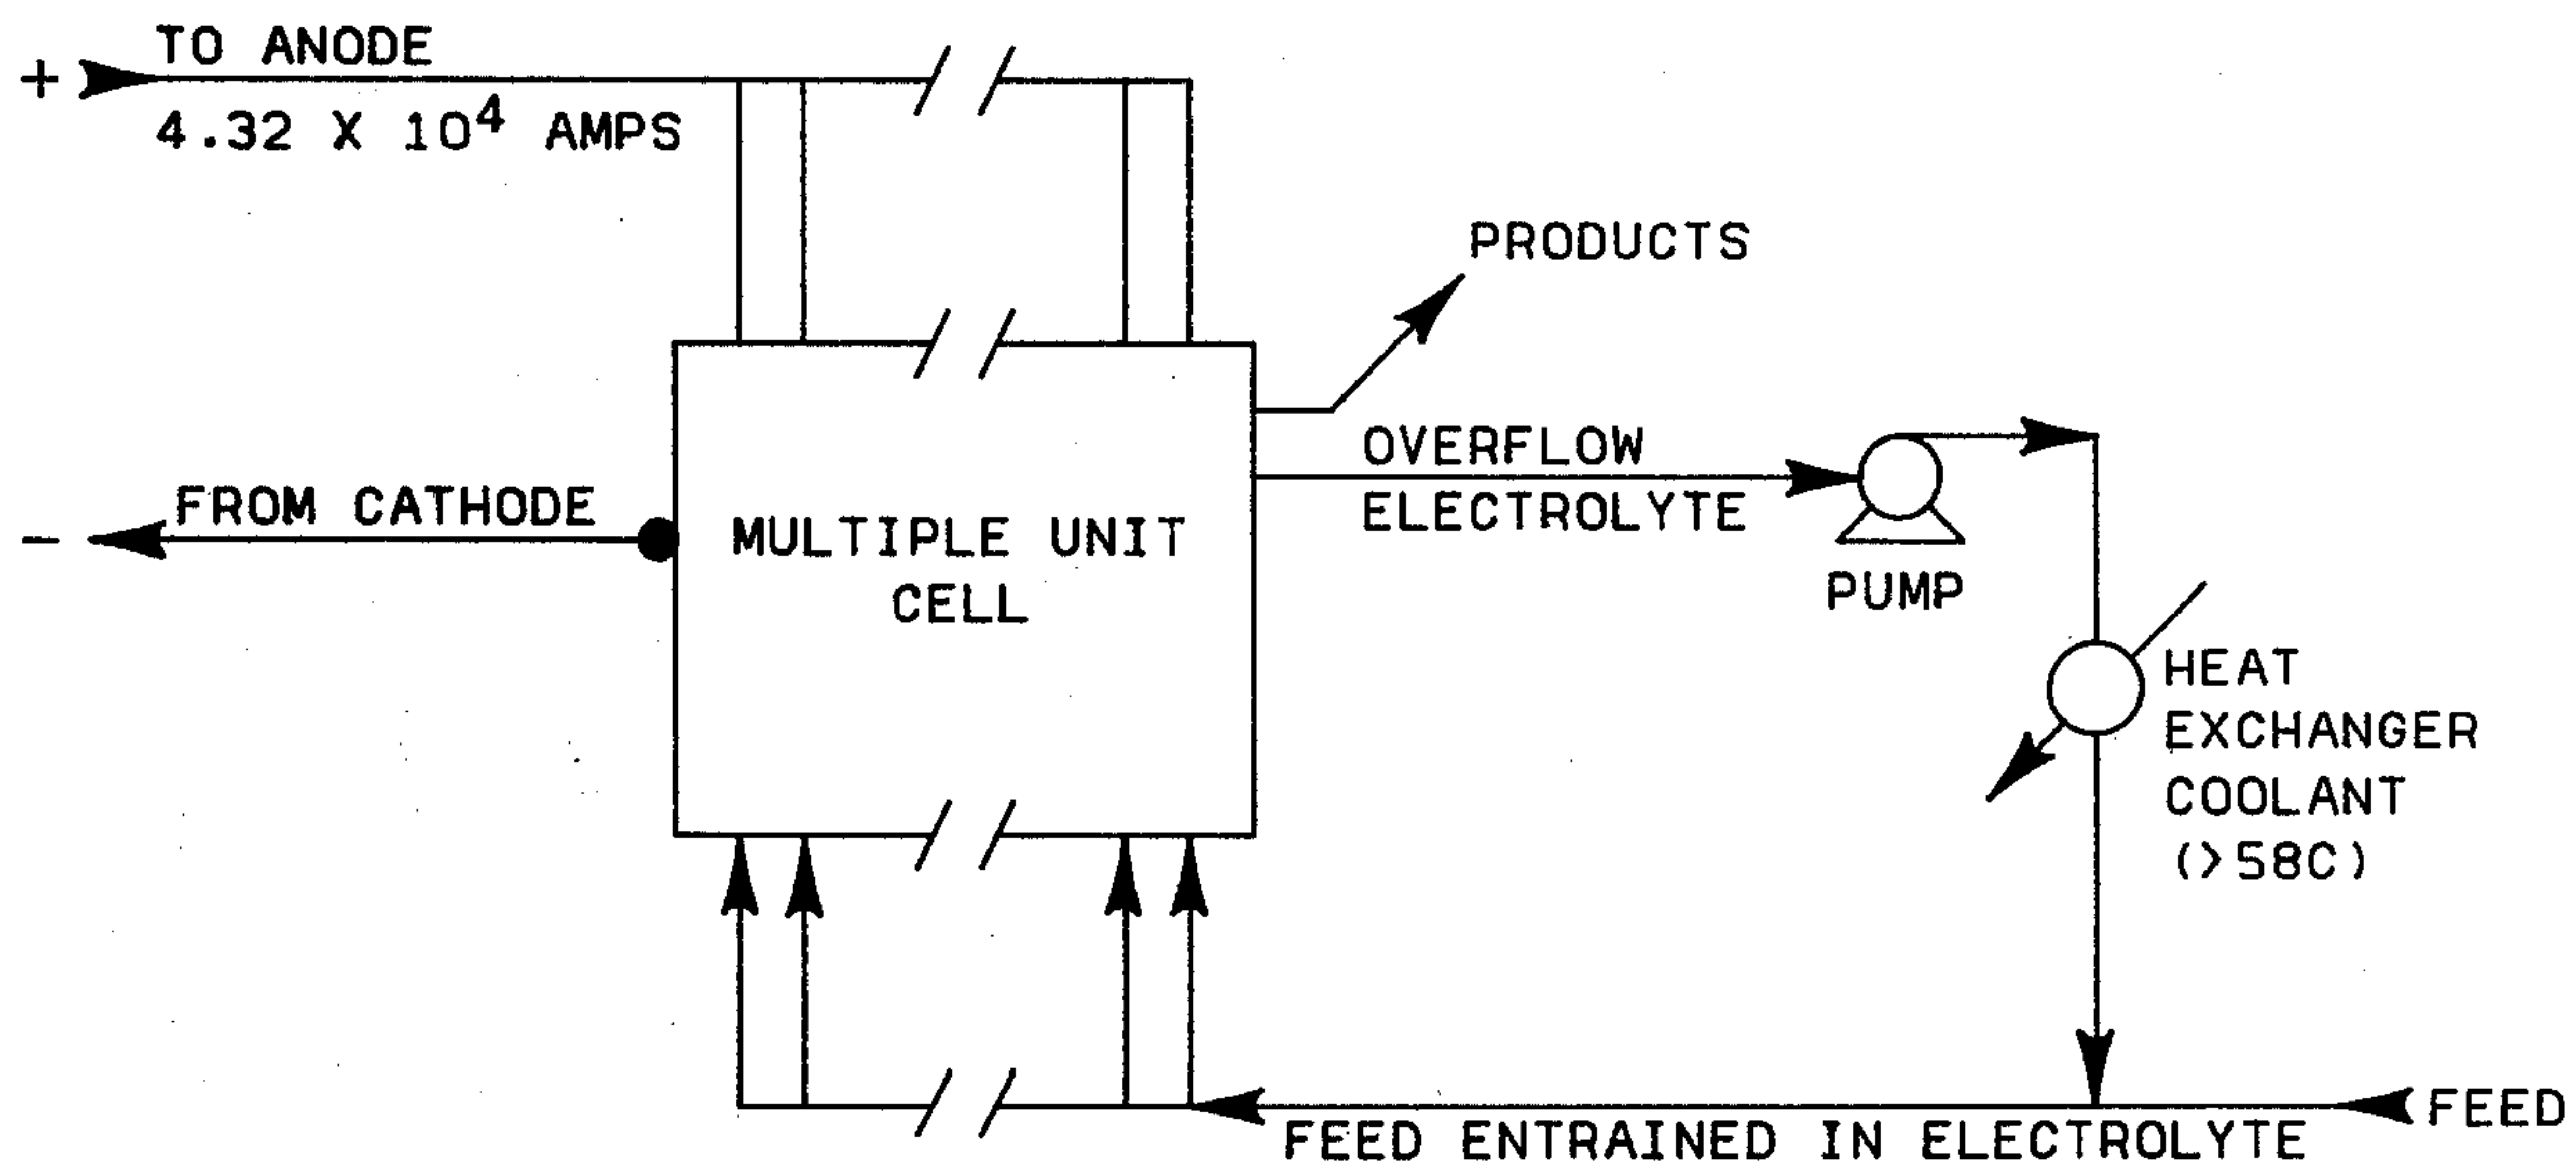 TO ANODE
+
4.32 X 10⁴ AMPS
PRODUCTS
OVERFLOW
ELECTROLYTE
FROM CATHODE
-
MULTIPLE UNIT
CELL
PUMP
HEAT
EXCHANGER
COOLANT
(>58C)
FEED
FEED ENTRAINED IN ELECTROLYTE